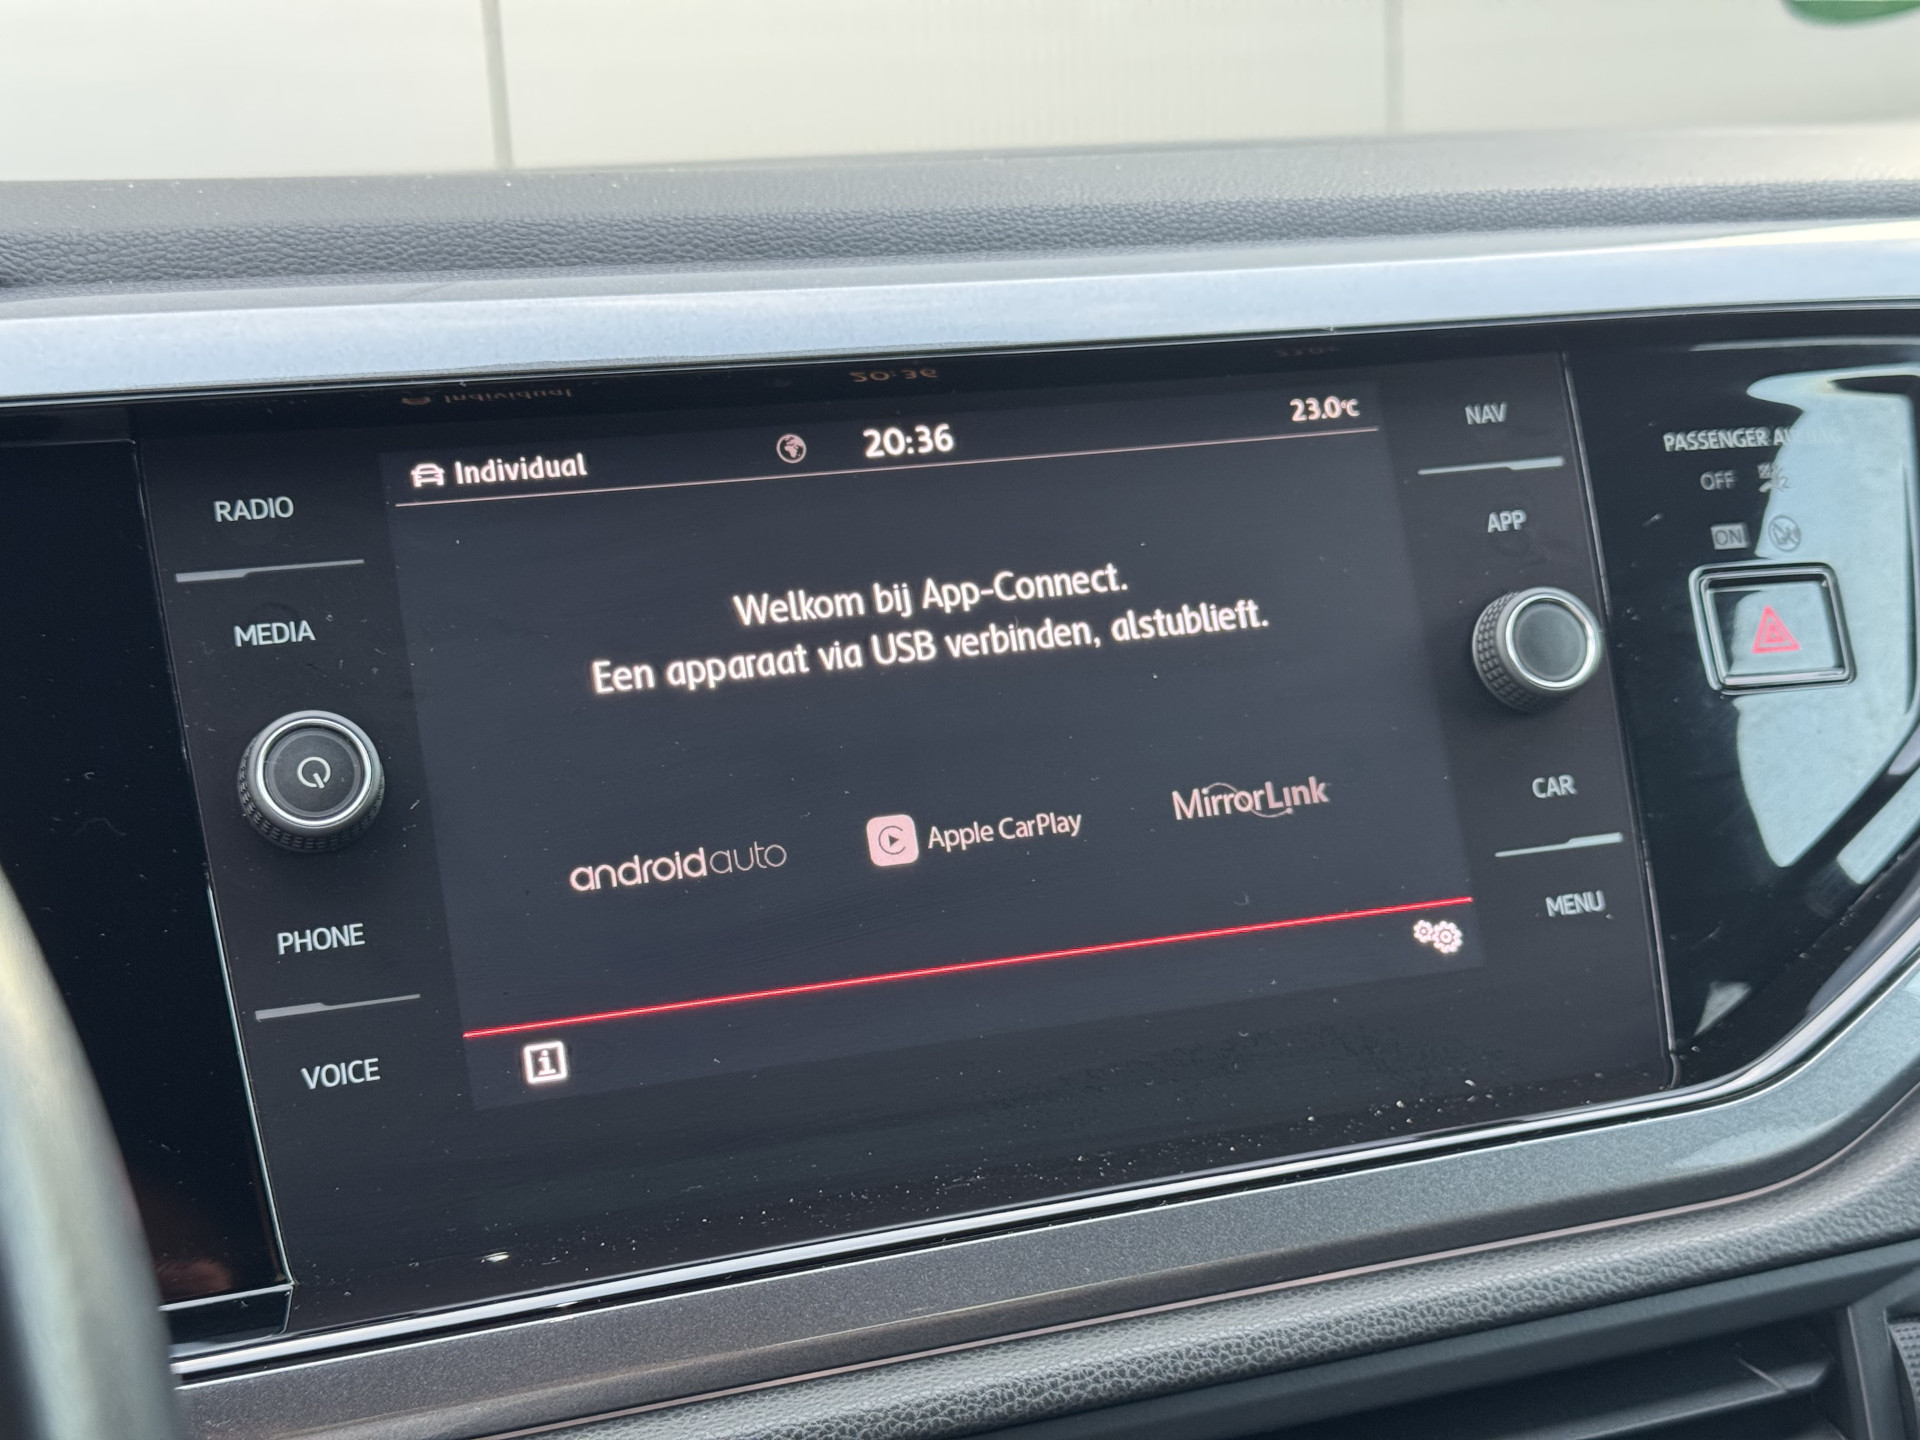 Individual
20:36
23.0°C
Welkom bij App-Connect.
Een apparaat via USB verbinden, alstublieft.
androidauto
Apple CarPlay
MirrorLink
i
RADIO
MEDIA
PHONE
VOICE
NAV
APP
CAR
MENU
PASSENGER
OFF
ON